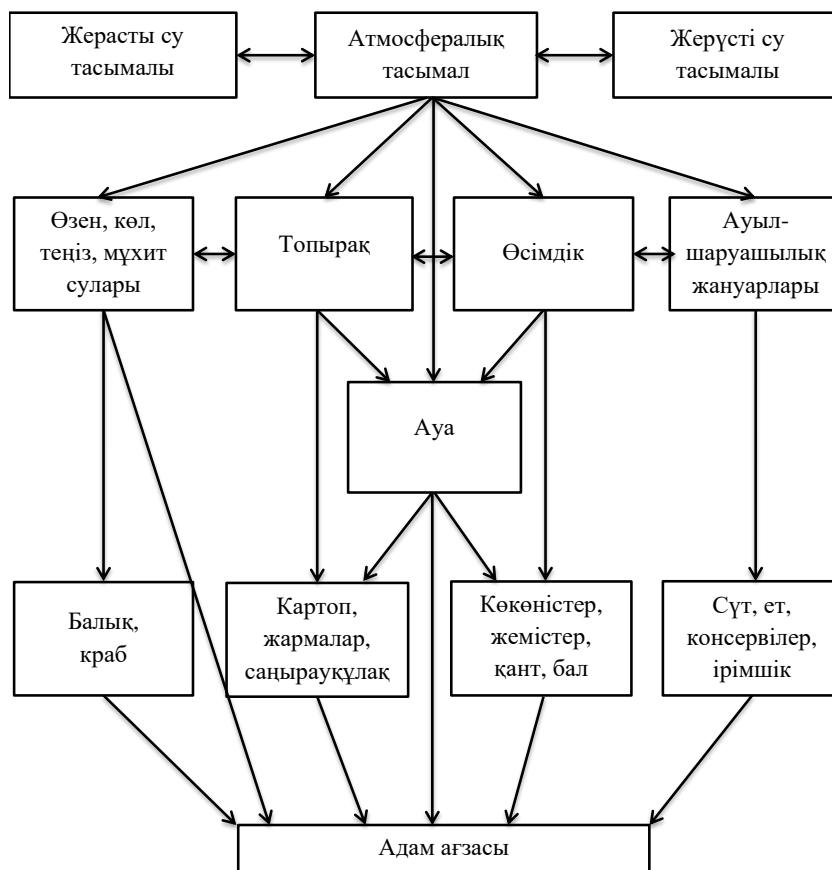 Жерасты су
тасымалы
Атмосфералық
тасымал
Жерүсті су
тасымалы
Өзен, көл,
теңіз, мұхит
сулары
Топырақ
Өсімдік
Ауыл-
шаруашылық
жануарлары
Ауа
Балық,
краб
Картоп,
жармалар,
саңырауқұлақ
Көкөністер,
жемістер,
қант, бал
Сүт, ет,
консервілер,
ірімшік
Адам ағзасы